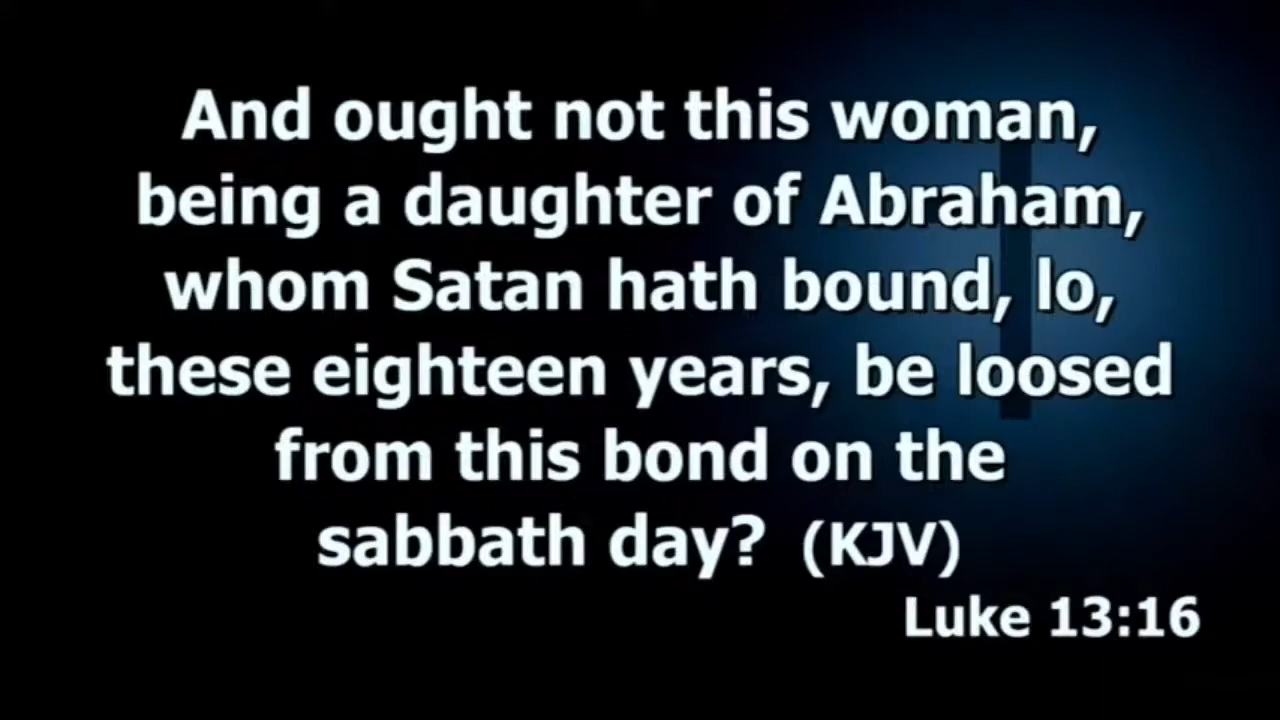 And ought not this woman,
being a daughter of Abraham,
whom Satan hath bound, lo,
these eighteen years, be loosed
from this bond on the
sabbath day? (KJV)
Luke 13:16